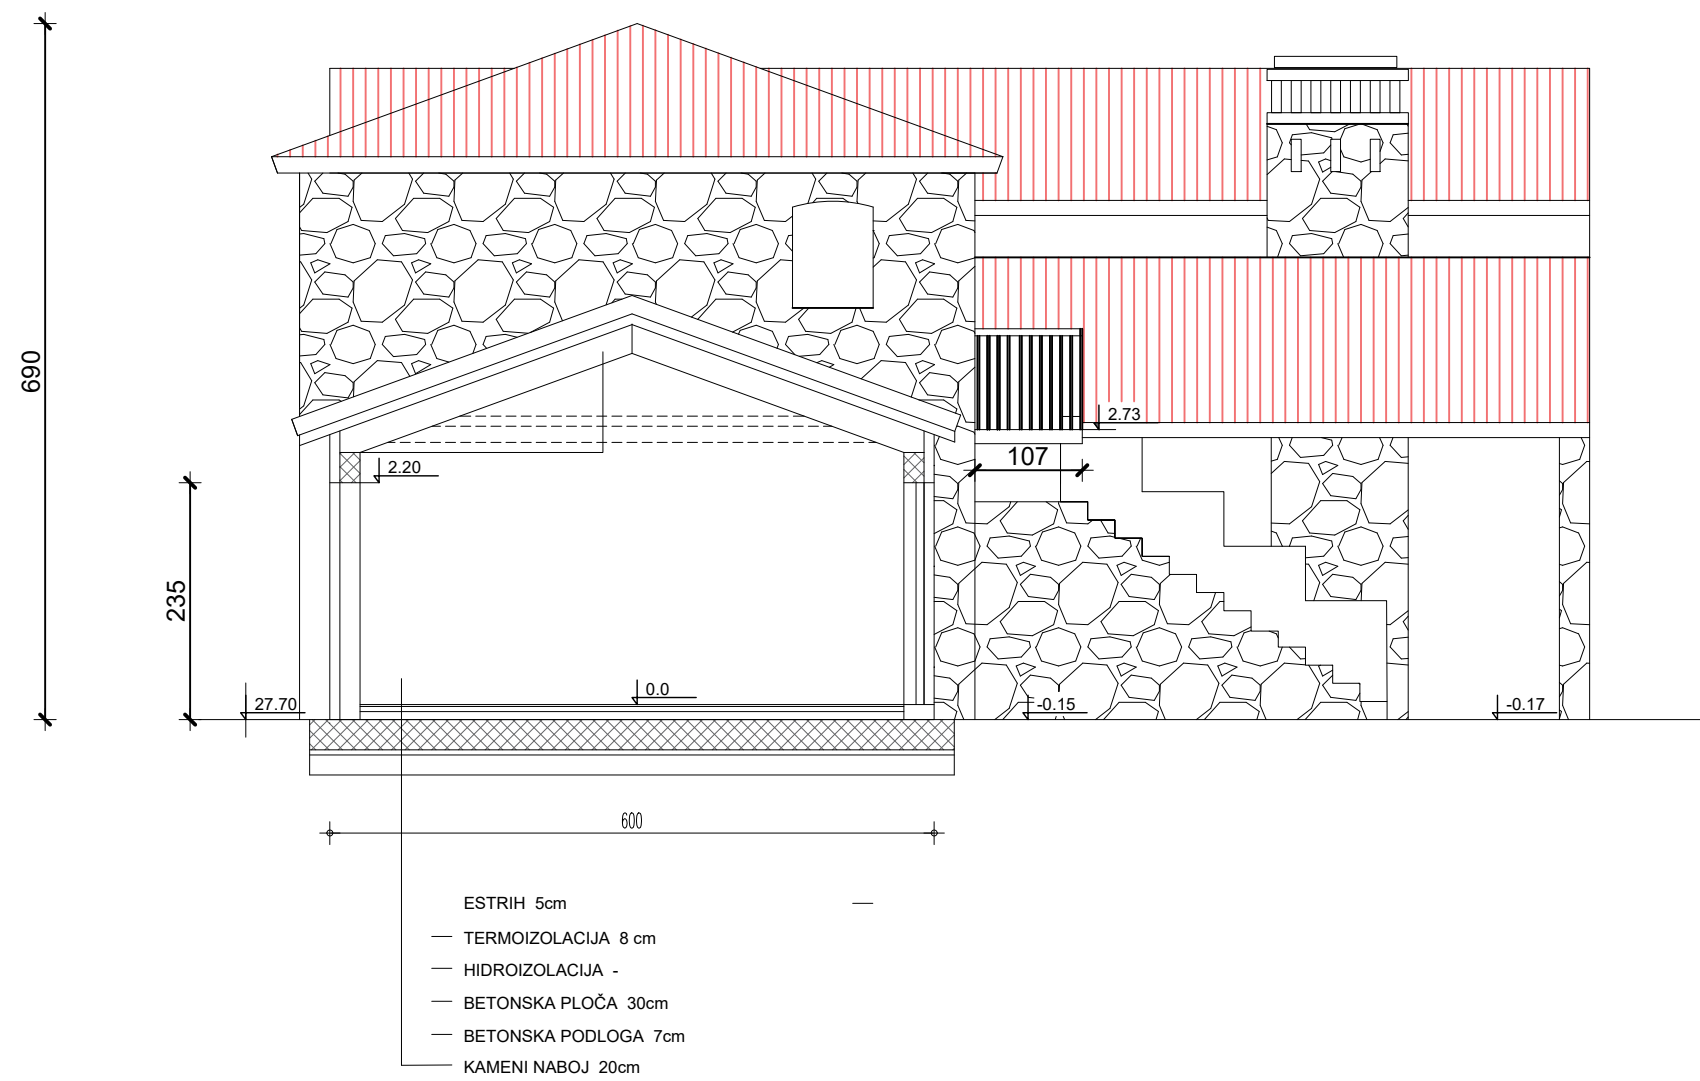 690
2.73
107
2.20
235
0.0
27.70
-0.15
-0.17
600
ESTRIH 5cm
TERMOIZOLACIJA 8 cm
HIDROIZOLACIJA -
BETONSKA PLOČA 30cm
BETONSKA PODLOGA 7cm
KAMENI NABOJ 20cm